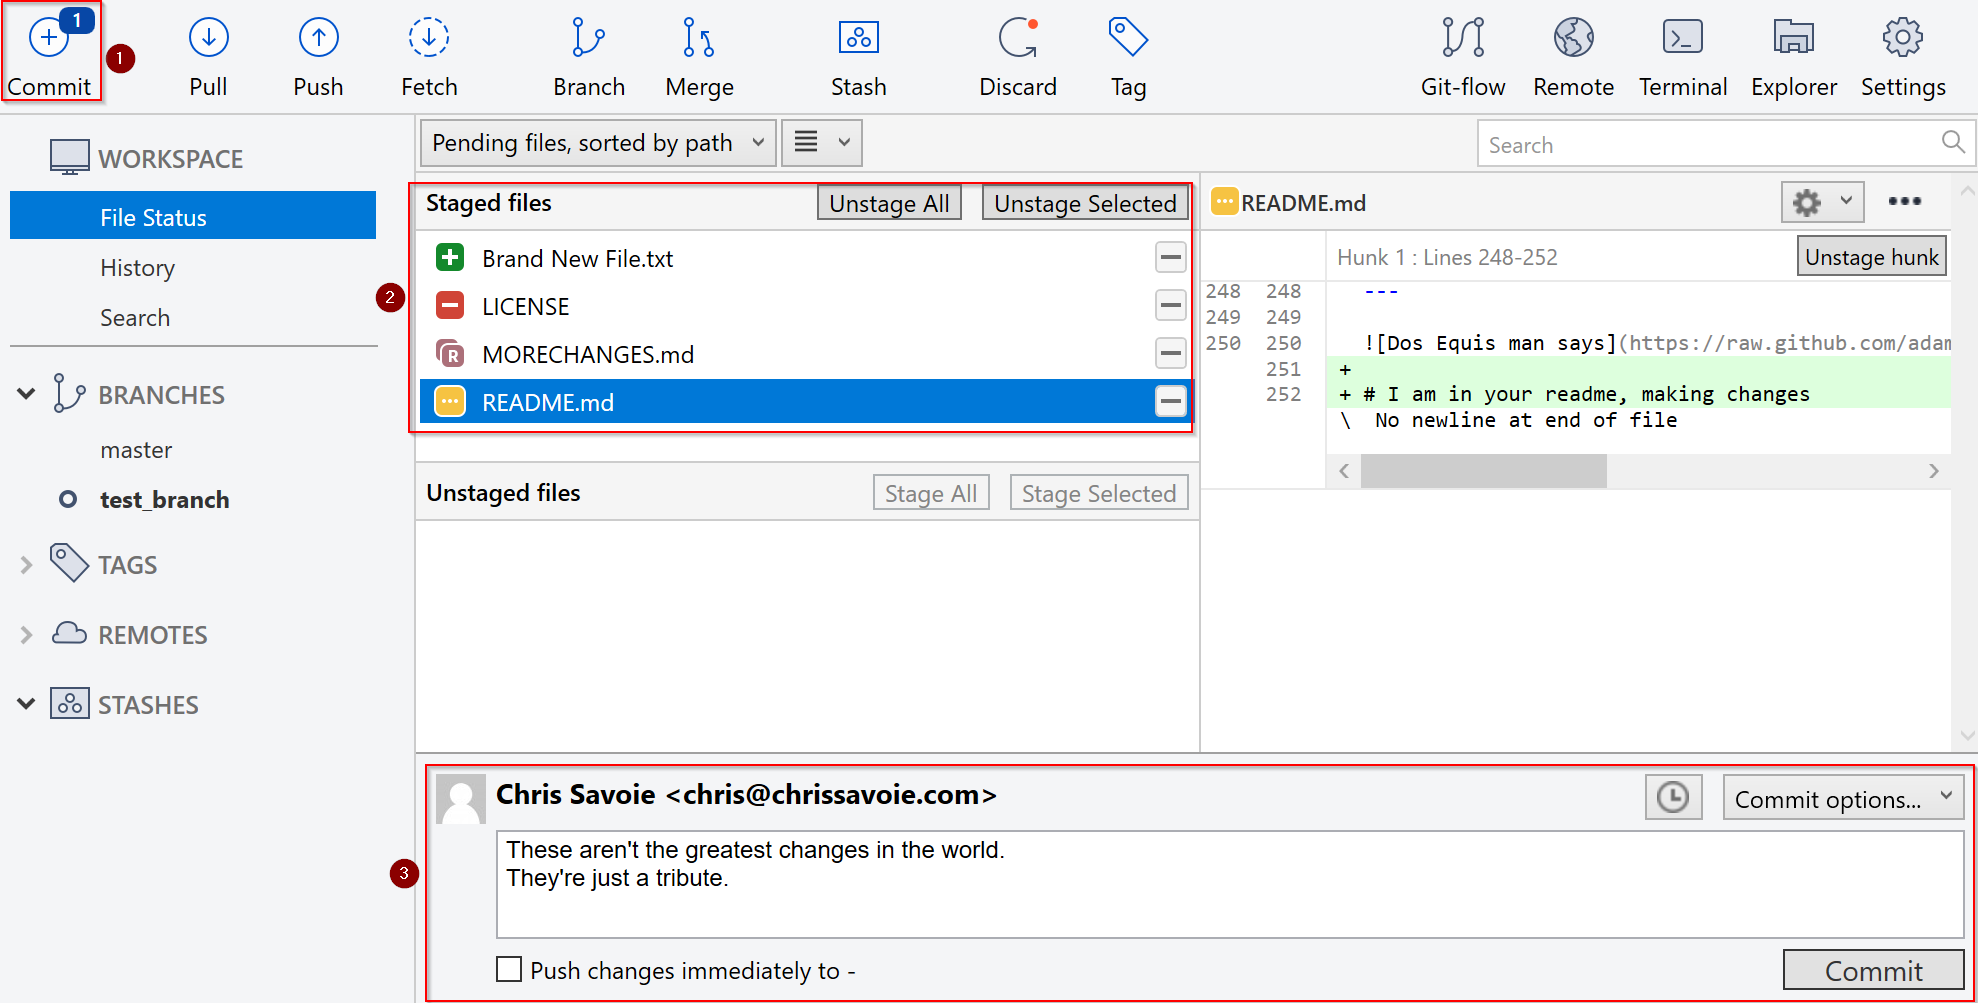 1
Commit
1
Pull
Push
Fetch
Branch
Merge
Stash
Discard
Tag
Git-flow
Remote
Terminal
Explorer
Settings
WORKSPACE
File Status
History
Search
BRANCHES
master
test_branch
TAGS
REMOTES
STASHES
Pending files, sorted by path
Search
2
Staged files
Unstage All
Unstage Selected
Brand New File.txt
LICENSE
R MORECHANGES.md
README.md
Unstaged files
Stage All
Stage Selected
README.md
Hunk 1 : Lines 248-252
Unstage hunk
248 248 ---
249 249
250 250 ![Dos Equis man says](https://raw.github.com/adam
251 +
252 + # I am in your readme, making changes
\ No newline at end of file
3
Chris Savoie <chris@chrissavoie.com>
Commit options...
These aren't the greatest changes in the world.
They're just a tribute.
Push changes immediately to -
Commit